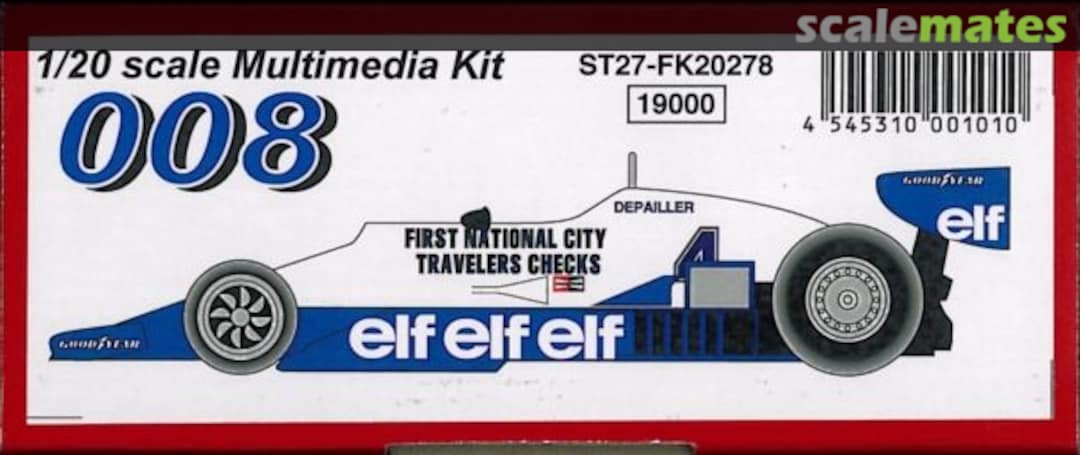 scalemates
1/20 scale Multimedia Kit
ST27-FK20278
008
19000
4 545310 001010
GOODYEAR
elf
DEPAILLER
FIRST NATIONAL CITY
TRAVELERS CHECKS
4
elf elf elf
GOODYEAR